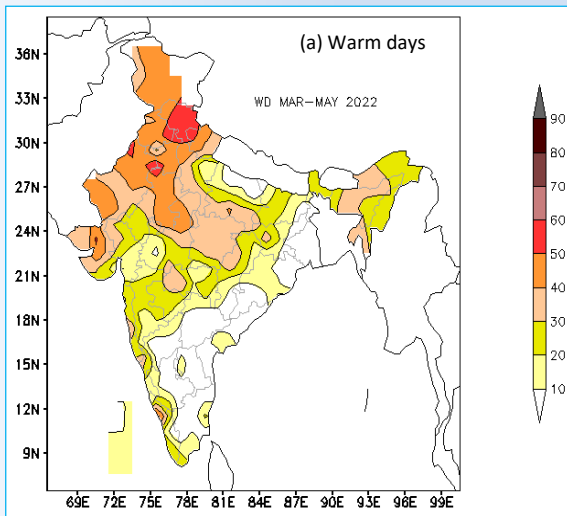 (a) Warm days
WD MAR-MAY 2022
36N
33N
30N
27N
24N
21N
18N
15N
12N
9N
69E 72E 75E 78E 81E 84E 87E 90E 93E 96E 99E
90
80
70
60
50
40
30
20
10